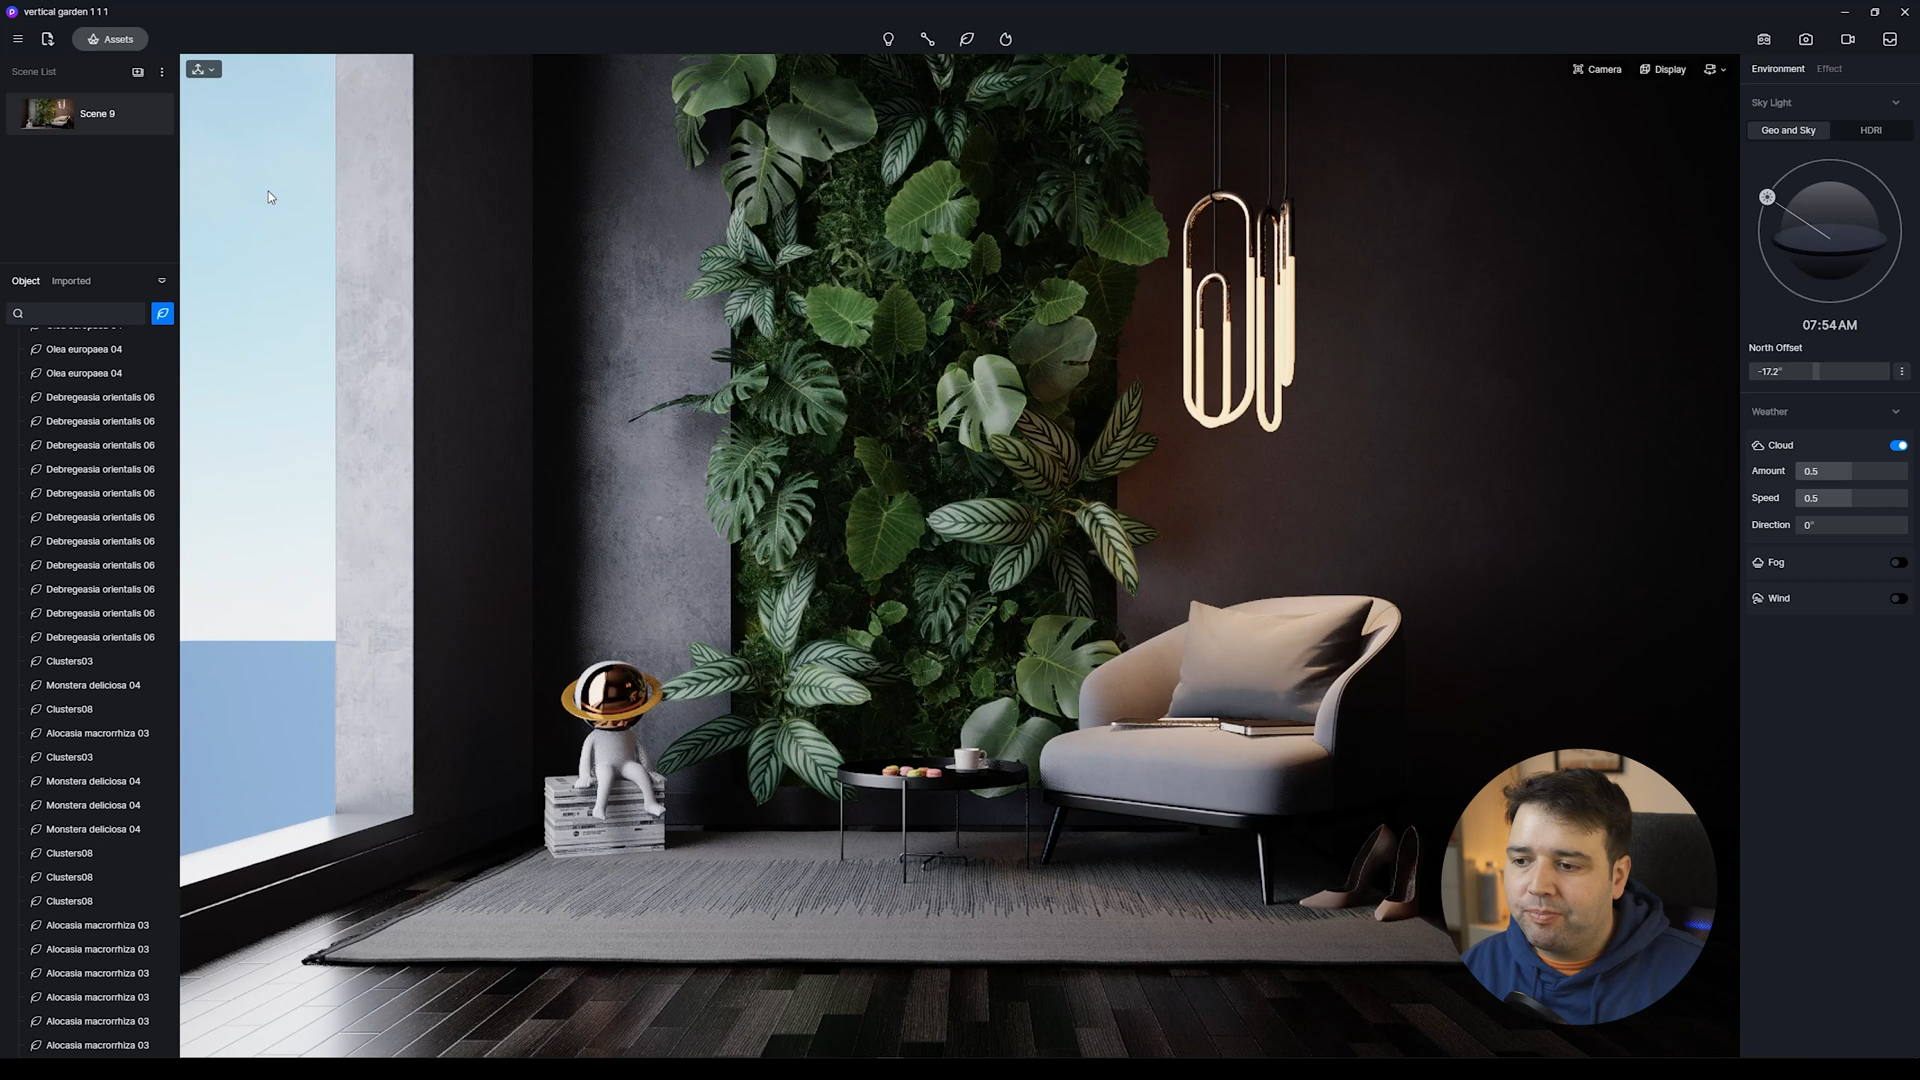 vertical garden 1 1 1
Assets
Scene List
Scene 9
Object
Imported
Olea europaea 04
Olea europaea 04
Debregeasia orientalis 06
Debregeasia orientalis 06
Debregeasia orientalis 06
Debregeasia orientalis 06
Debregeasia orientalis 06
Debregeasia orientalis 06
Debregeasia orientalis 06
Debregeasia orientalis 06
Debregeasia orientalis 06
Debregeasia orientalis 06
Debregeasia orientalis 06
Clusters03
Monstera deliciosa 04
Clusters08
Alocasia macrorrhiza 03
Clusters03
Monstera deliciosa 04
Monstera deliciosa 04
Monstera deliciosa 04
Clusters08
Clusters08
Clusters08
Alocasia macrorrhiza 03
Alocasia macrorrhiza 03
Alocasia macrorrhiza 03
Alocasia macrorrhiza 03
Alocasia macrorrhiza 03
Alocasia macrorrhiza 03
Camera
Display
Environment
Effect
Sky Light
Geo and Sky
HDRI
07:54 AM
North Offset
-17.2°
Weather
Cloud
Amount 0.5
Speed 0.5
Direction 0°
Fog
Wind